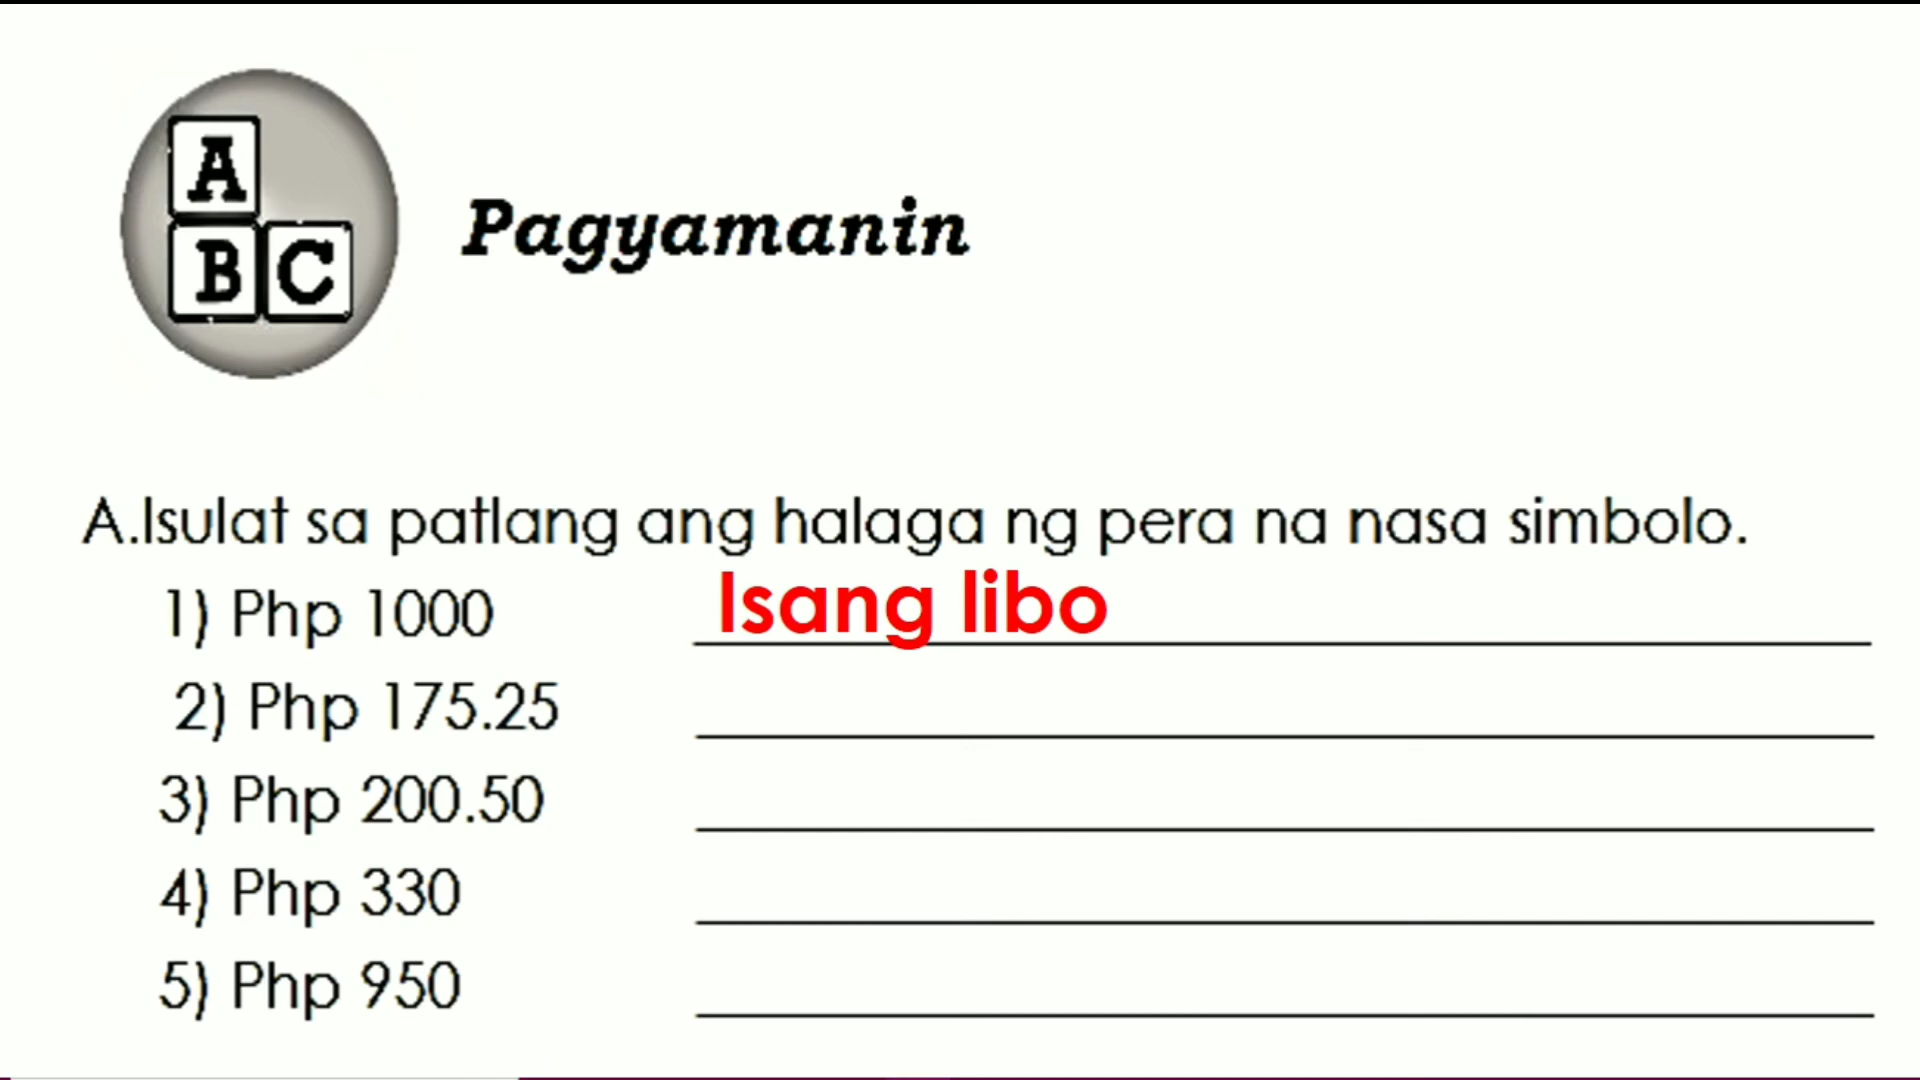 A
B C
Pagyamanin
A.Isulat sa patlang ang halaga ng pera na nasa simbolo.
1) Php 1000 Isang libo
2) Php 175.25
3) Php 200.50
4) Php 330
5) Php 950